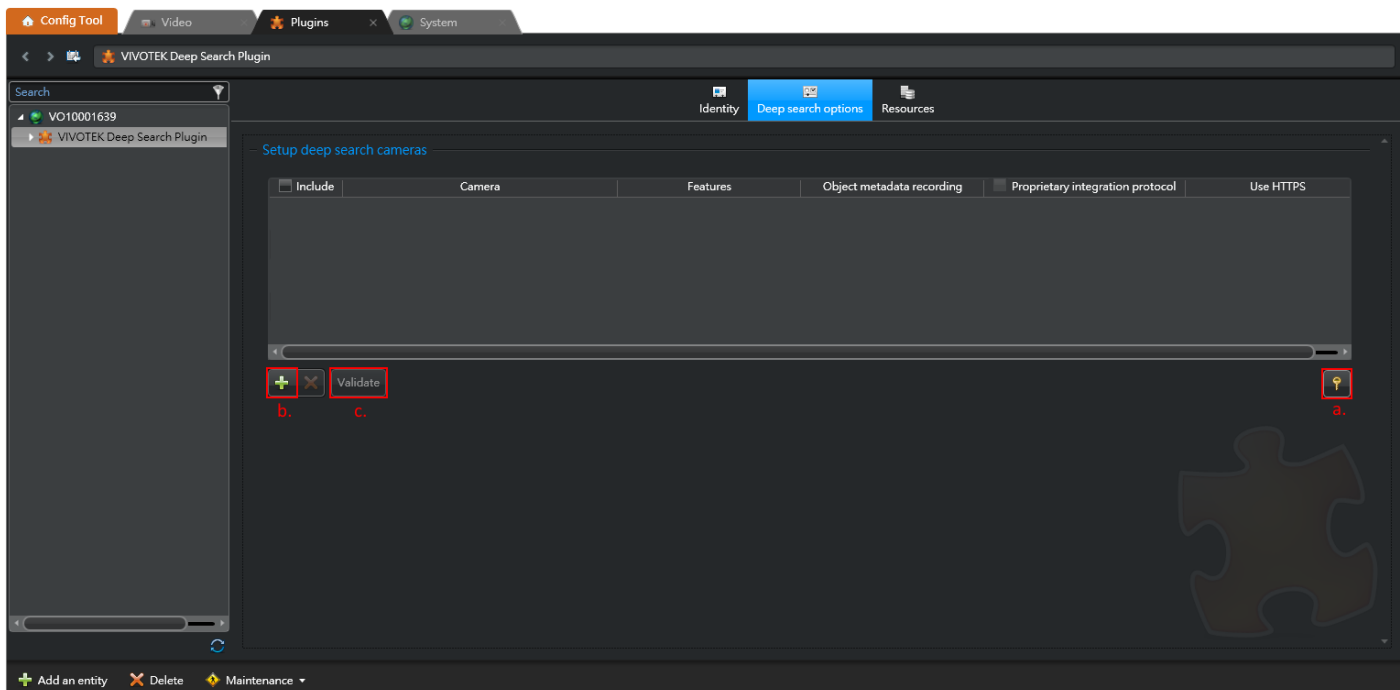 Config Tool Video Plugins System
VIVOTEK Deep Search Plugin
Search
VO10001639
VIVOTEK Deep Search Plugin
Identity Deep search options Resources
Setup deep search cameras
Include Camera Features Object metadata recording Proprietary integration protocol Use HTTPS
Validate
b. c. a.
Add an entity Delete Maintenance